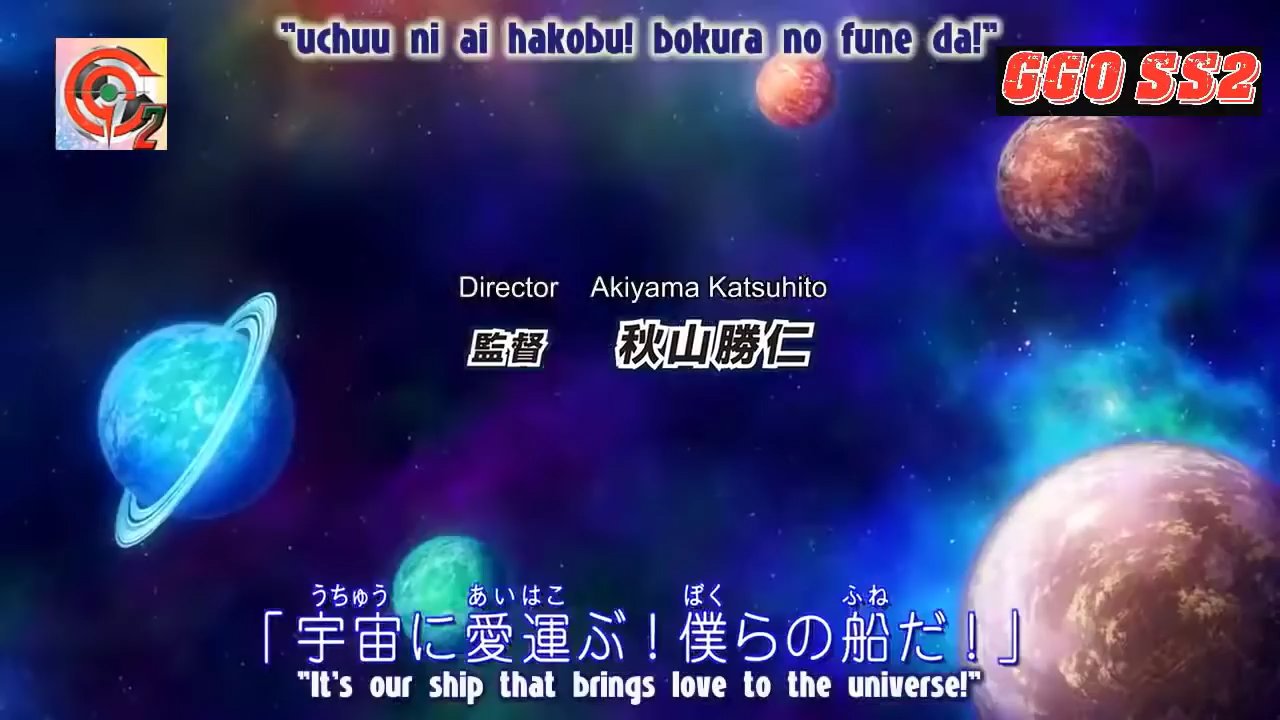 "uchuu ni ai hakobu! bokura no fune da!"
GGO SS2
2
Director Akiyama Katsuhito
監督 秋山勝仁
うちゅう あいはこ ぼく ふね
「宇宙に愛運ぶ！僕らの船だ！」
"It's our ship that brings love to the universe!"